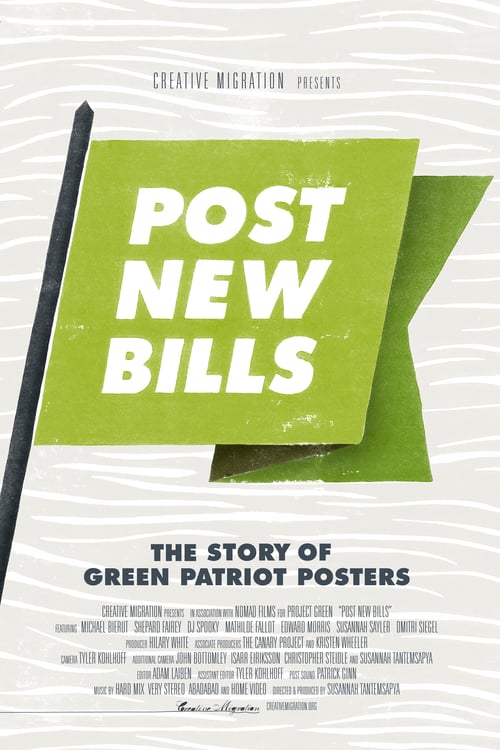 CREATIVE MIGRATION PRESENTS
POST
NEW
BILLS
THE STORY OF
GREEN PATRIOT POSTERS
CREATIVE MIGRATION PRESENTS IN ASSOCIATION WITH NOMAD FILMS FOR PROJECT GREEN "POST NEW BILLS"
FEATURING MICHAEL BIERUT SHEPARD FAIREY DJ SPOOKY MATHILDE FALLOT EDWARD MORRIS SUSANNAH SAYLER DMITRI SIEGEL
PRODUCER HILARY WHITE ASSOCIATE PRODUCERS THE CANARY PROJECT AND KRISTEN WHEELER
CAMERA TYLER KOHLHOFF ADDITIONAL CAMERA JOHN BOTTOMLEY ISARR EIRIKSSON CHRISTOPHER STEIDLE AND SUSANNAH TANTEMSAPYA
EDITOR ADAM LAIBEN ASSISTANT EDITOR TYLER KOHLHOFF POST SOUND PATRICK GINN
MUSIC BY HARD MIX VERY STEREO ABADABAD AND HOME VIDEO DIRECTED & PRODUCED BY SUSANNAH TANTEMSAPYA
Creative Migration CREATIVEMIGRATION.ORG